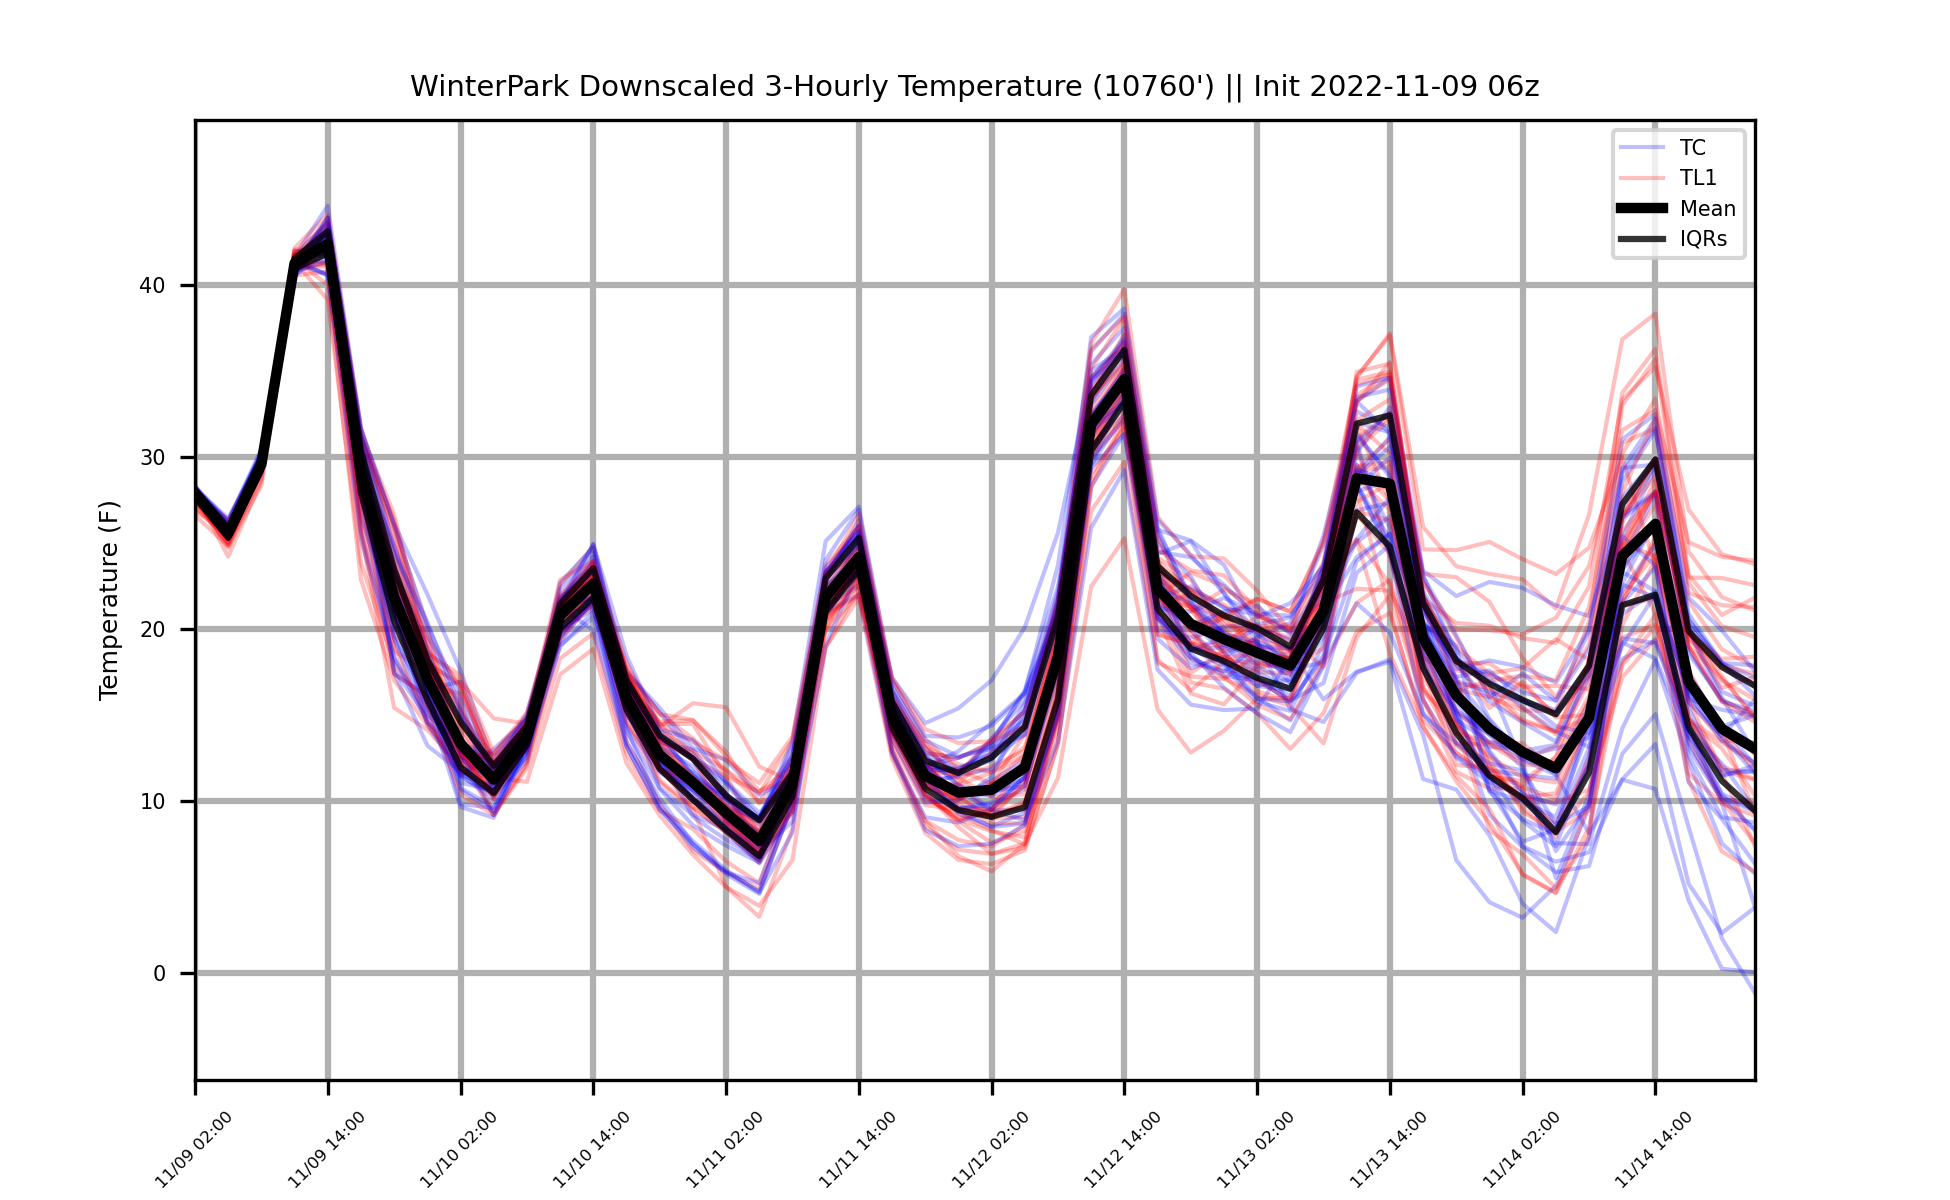 WinterPark Downscaled 3-Hourly Temperature (10760') || Init 2022-11-09 06z
TC
TL1
Mean
IQRs
Temperature (F)
40
30
20
10
0
11/09 02:00
11/09 14:00
11/10 02:00
11/10 14:00
11/11 02:00
11/11 14:00
11/12 02:00
11/12 14:00
11/13 02:00
11/13 14:00
11/14 02:00
11/14 14:00